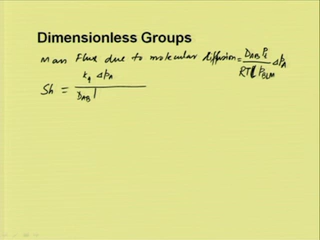 Dimensionless Groups
Mass Flux due to molecular diffusion = D_AB P_t / RT l P_BLM Δp_A
Sh = k_g Δp_A / D_AB